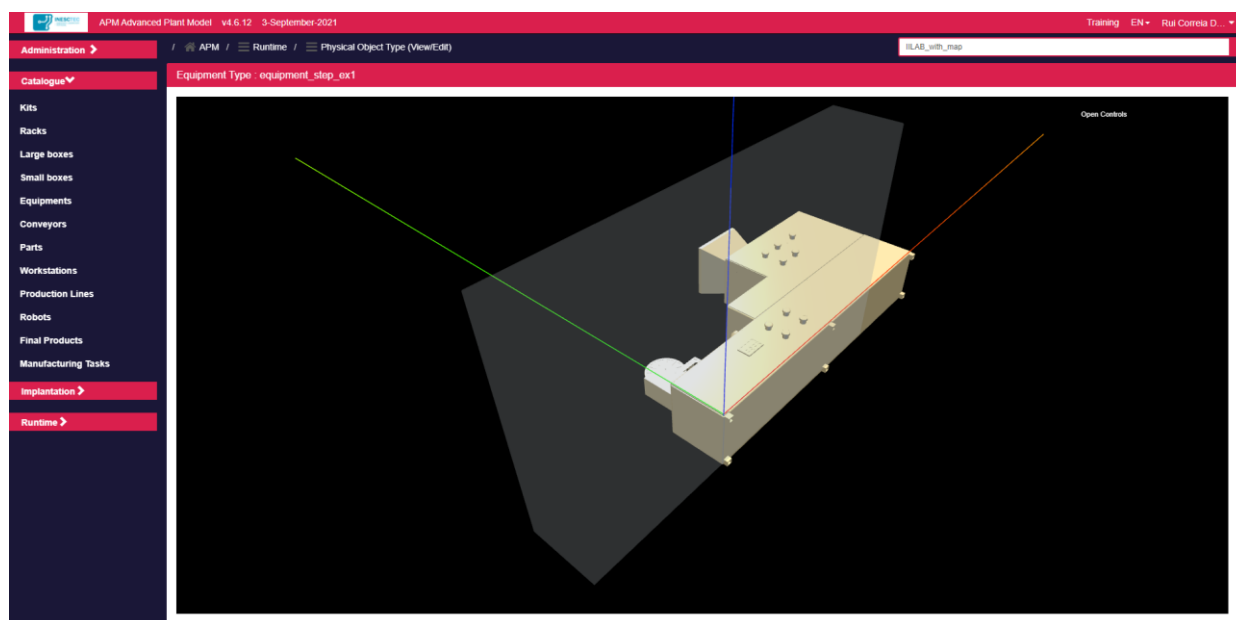 APM Advanced Plant Model v4.6.12 3-September-2021
Training EN Rui Correia D...
Administration
/ APM / Runtime / Physical Object Type (View/Edit)
IILAB_with_map
Catalogue
Equipment Type : equipment_step_ex1
Open Controls
Kits
Racks
Large boxes
Small boxes
Equipments
Conveyors
Parts
Workstations
Production Lines
Robots
Final Products
Manufacturing Tasks
Implantation
Runtime